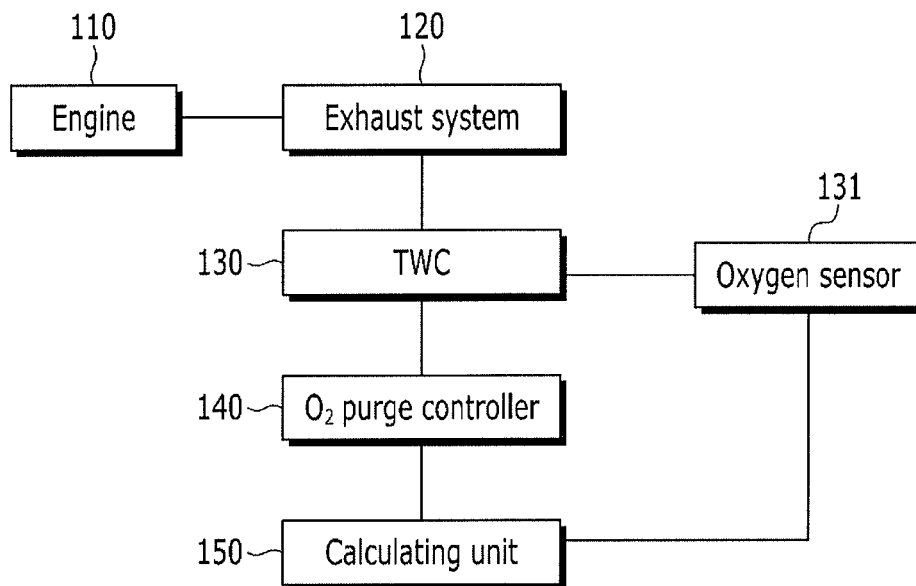 110
120
Engine
Exhaust system
131
130
TWC
Oxygen sensor
140
O₂ purge controller
150
Calculating unit